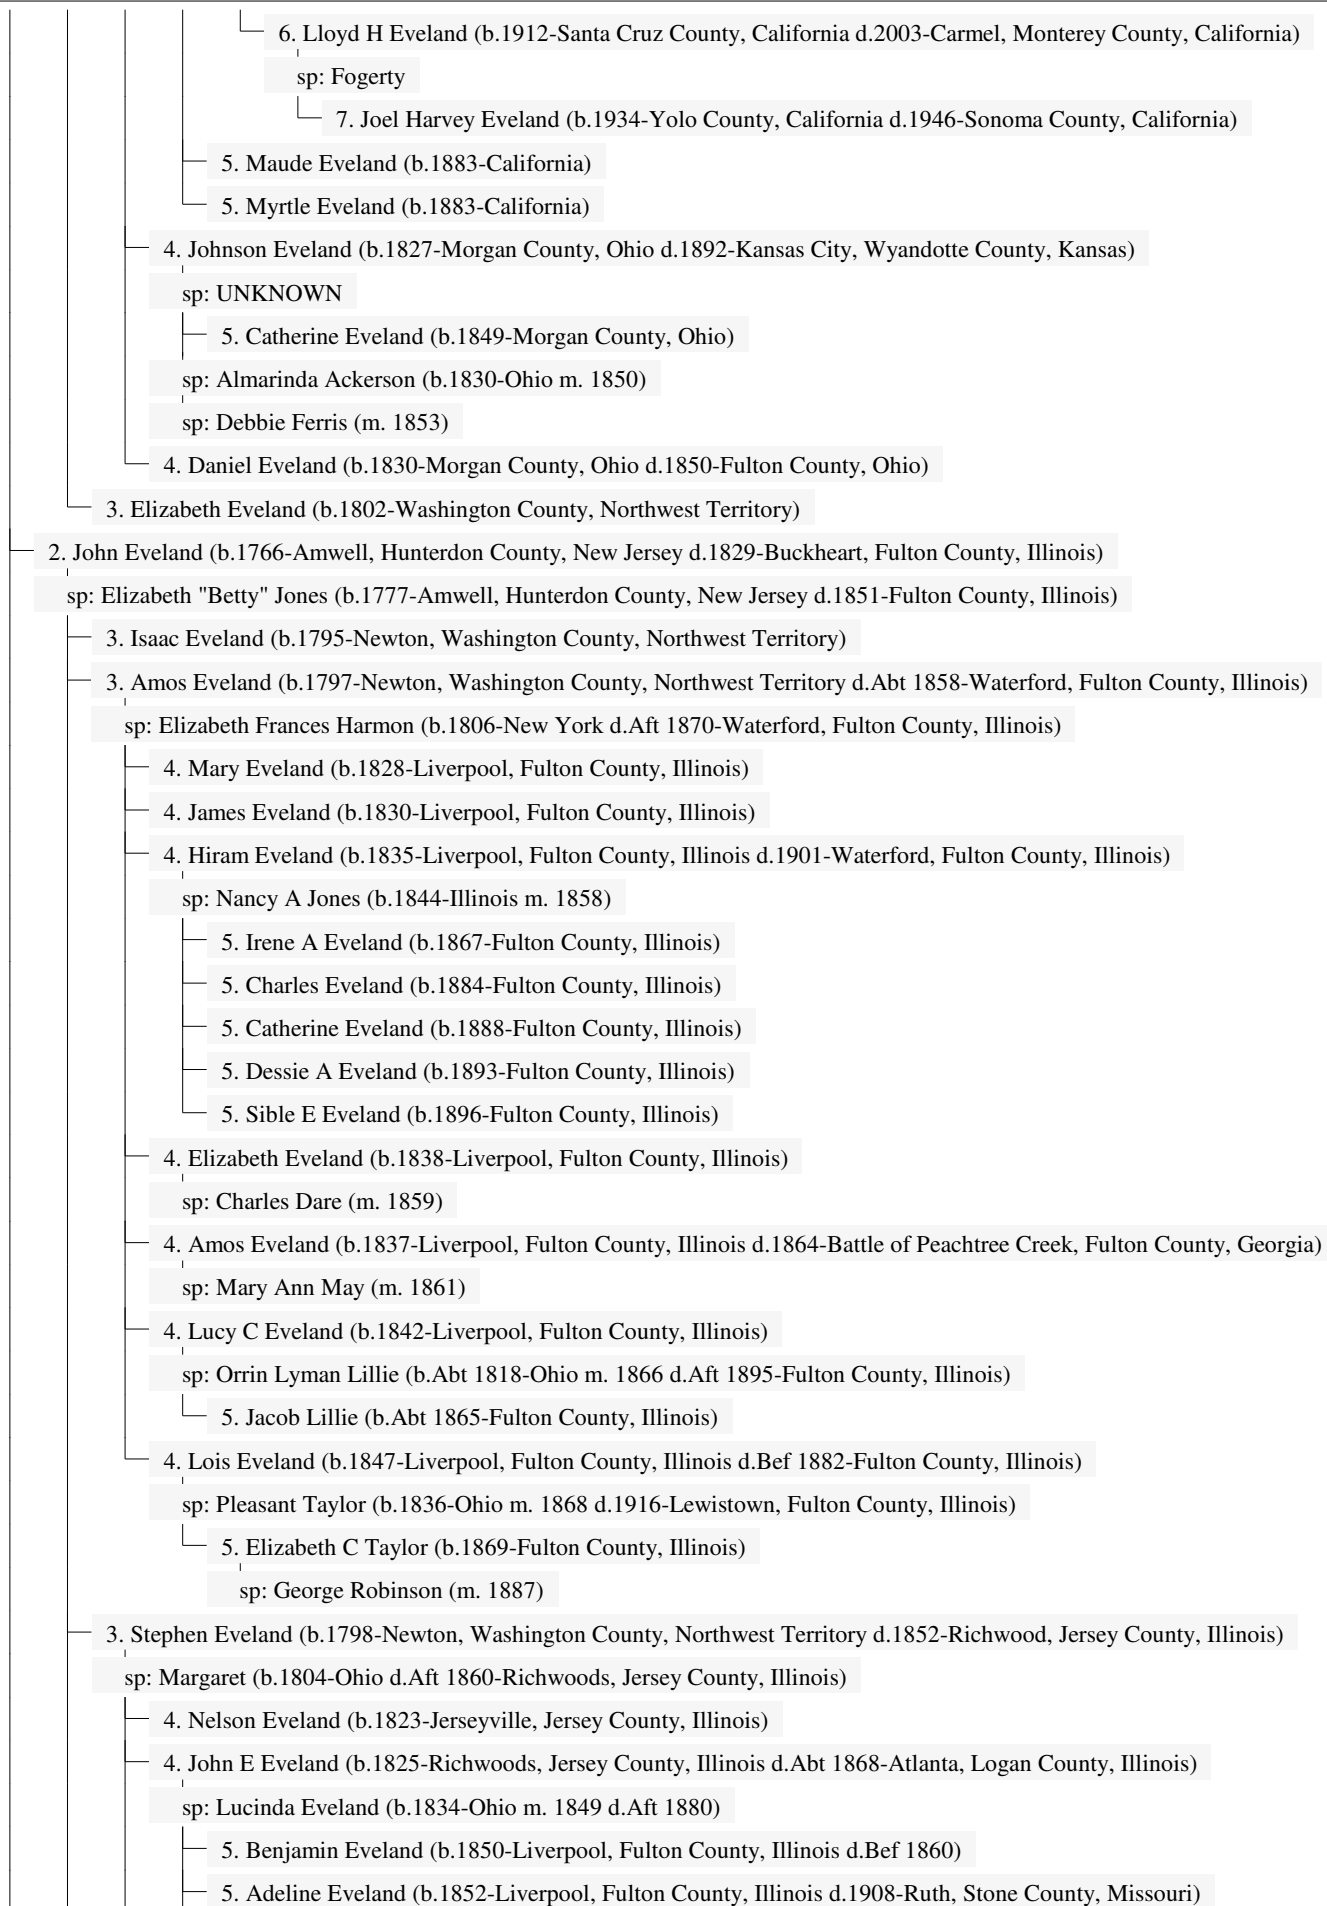 6. Lloyd H Eveland (b.1912-Santa Cruz County, California d.2003-Carmel, Monterey County, California)
sp: Fogerty
7. Joel Harvey Eveland (b.1934-Yolo County, California d.1946-Sonoma County, California)
5. Maude Eveland (b.1883-California)
5. Myrtle Eveland (b.1883-California)
4. Johnson Eveland (b.1827-Morgan County, Ohio d.1892-Kansas City, Wyandotte County, Kansas)
sp: UNKNOWN
5. Catherine Eveland (b.1849-Morgan County, Ohio)
sp: Almarinda Ackerson (b.1830-Ohio m. 1850)
sp: Debbie Ferris (m. 1853)
4. Daniel Eveland (b.1830-Morgan County, Ohio d.1850-Fulton County, Ohio)
3. Elizabeth Eveland (b.1802-Washington County, Northwest Territory)
2. John Eveland (b.1766-Amwell, Hunterdon County, New Jersey d.1829-Buckheart, Fulton County, Illinois)
sp: Elizabeth "Betty" Jones (b.1777-Amwell, Hunterdon County, New Jersey d.1851-Fulton County, Illinois)
3. Isaac Eveland (b.1795-Newton, Washington County, Northwest Territory)
3. Amos Eveland (b.1797-Newton, Washington County, Northwest Territory d.Abt 1858-Waterford, Fulton County, Illinois)
sp: Elizabeth Frances Harmon (b.1806-New York d.Aft 1870-Waterford, Fulton County, Illinois)
4. Mary Eveland (b.1828-Liverpool, Fulton County, Illinois)
4. James Eveland (b.1830-Liverpool, Fulton County, Illinois)
4. Hiram Eveland (b.1835-Liverpool, Fulton County, Illinois d.1901-Waterford, Fulton County, Illinois)
sp: Nancy A Jones (b.1844-Illinois m. 1858)
5. Irene A Eveland (b.1867-Fulton County, Illinois)
5. Charles Eveland (b.1884-Fulton County, Illinois)
5. Catherine Eveland (b.1888-Fulton County, Illinois)
5. Dessie A Eveland (b.1893-Fulton County, Illinois)
5. Sible E Eveland (b.1896-Fulton County, Illinois)
4. Elizabeth Eveland (b.1838-Liverpool, Fulton County, Illinois)
sp: Charles Dare (m. 1859)
4. Amos Eveland (b.1837-Liverpool, Fulton County, Illinois d.1864-Battle of Peachtree Creek, Fulton County, Georgia)
sp: Mary Ann May (m. 1861)
4. Lucy C Eveland (b.1842-Liverpool, Fulton County, Illinois)
sp: Orrin Lyman Lillie (b.Abt 1818-Ohio m. 1866 d.Aft 1895-Fulton County, Illinois)
5. Jacob Lillie (b.Abt 1865-Fulton County, Illinois)
4. Lois Eveland (b.1847-Liverpool, Fulton County, Illinois d.Bef 1882-Fulton County, Illinois)
sp: Pleasant Taylor (b.1836-Ohio m. 1868 d.1916-Lewistown, Fulton County, Illinois)
5. Elizabeth C Taylor (b.1869-Fulton County, Illinois)
sp: George Robinson (m. 1887)
3. Stephen Eveland (b.1798-Newton, Washington County, Northwest Territory d.1852-Richwood, Jersey County, Illinois)
sp: Margaret (b.1804-Ohio d.Aft 1860-Richwoods, Jersey County, Illinois)
4. Nelson Eveland (b.1823-Jerseyville, Jersey County, Illinois)
4. John E Eveland (b.1825-Richwoods, Jersey County, Illinois d.Abt 1868-Atlanta, Logan County, Illinois)
sp: Lucinda Eveland (b.1834-Ohio m. 1849 d.Aft 1880)
5. Benjamin Eveland (b.1850-Liverpool, Fulton County, Illinois d.Bef 1860)
5. Adeline Eveland (b.1852-Liverpool, Fulton County, Illinois d.1908-Ruth, Stone County, Missouri)